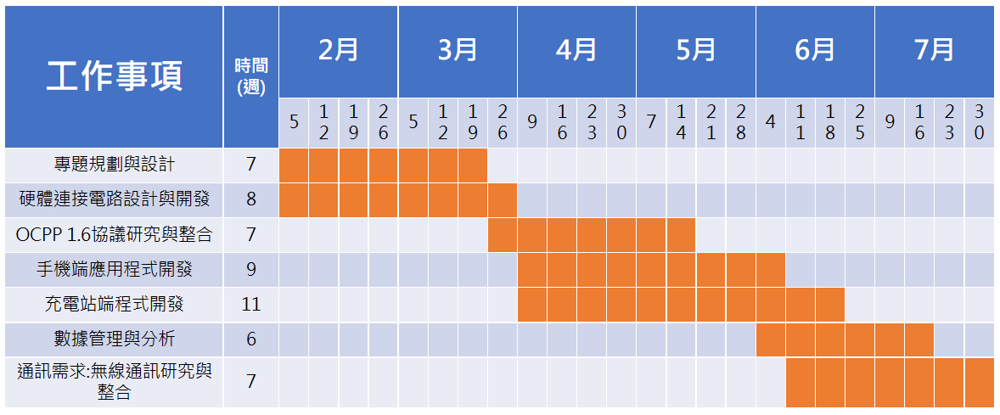 工作事項 時間 2月 3月 4月 5月 6月 7月
(週)
5 12 19 26 5 12 19 26 9 16 23 30 7 14 21 28 4 11 18 25 9 16 23 30
專題規劃與設計 7
硬體連接電路設計與開發 8
OCPP 1.6協議研究與整合 7
手機端應用程式開發 9
充電站端程式開發 11
數據管理與分析 6
通訊需求:無線通訊研究與 7
整合